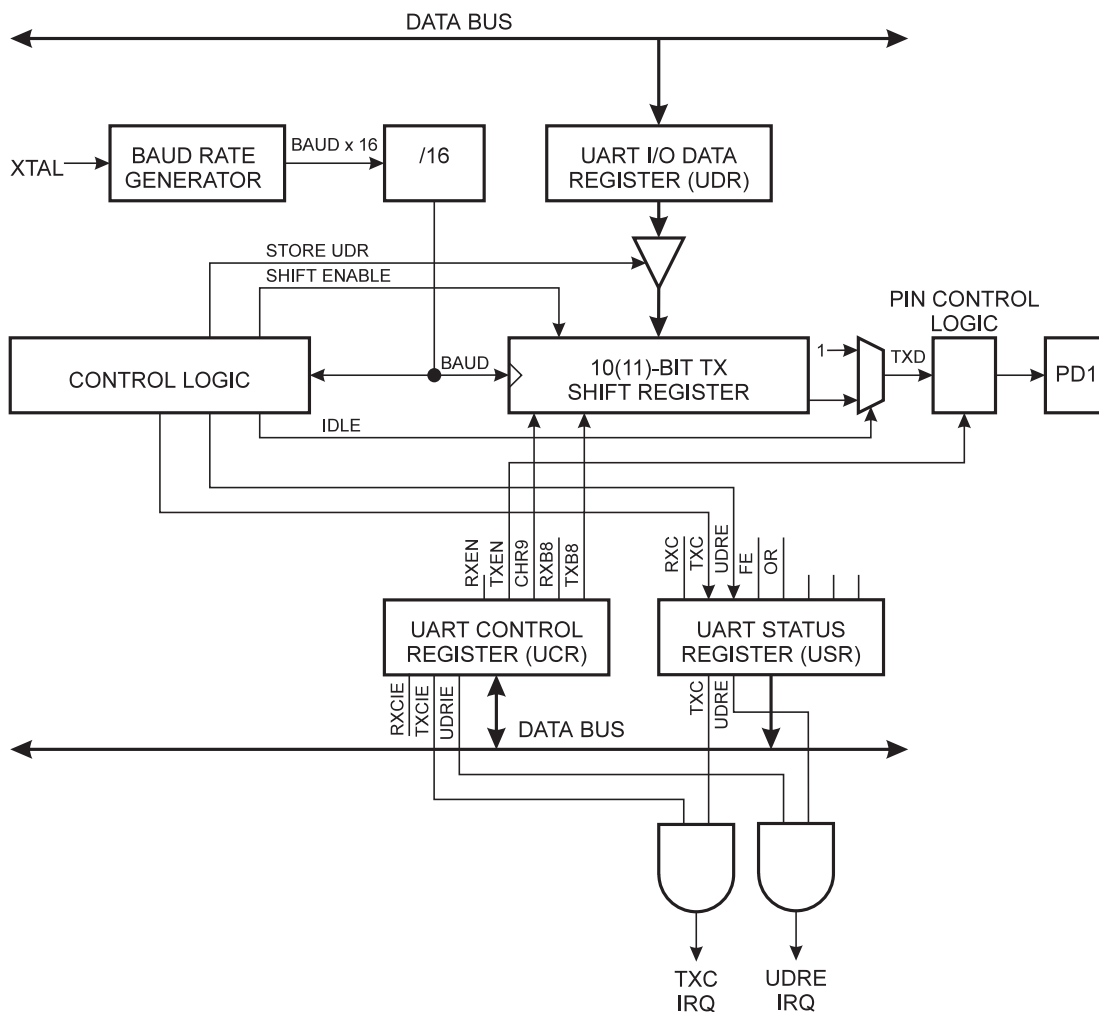 DATA BUS
XTAL
BAUD RATE
GENERATOR
BAUD x 16
/16
UART I/O DATA
REGISTER (UDR)
STORE UDR
SHIFT ENABLE
PIN CONTROL
LOGIC
CONTROL LOGIC
BAUD
10(11)-BIT TX
SHIFT REGISTER
1
TXD
PD1
IDLE
RXEN
TXEN
CHR9
RXB8
TXB8
RXC
TXC
UDRE
FE
OR
UART CONTROL
REGISTER (UCR)
UART STATUS
REGISTER (USR)
RXCIE
TXCIE
UDRIE
TXC
UDRE
DATA BUS
TXC
IRQ
UDRE
IRQ